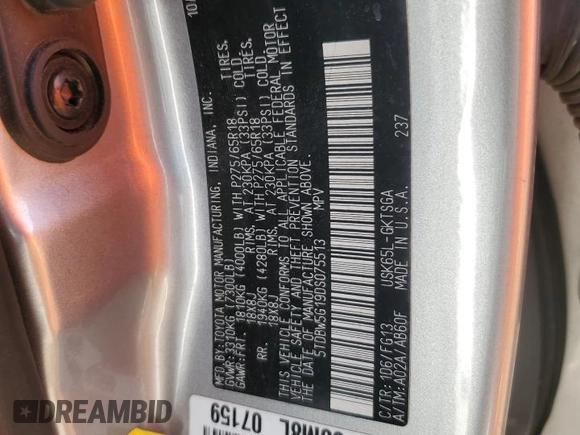 10/
MFD. BY: TOYOTA MOTOR MANUFACTURING, INDIANA, INC.
GVWR: 3310KG (7300LB)
GAWR: FRT. 1810KG (4000LB) WITH P275/65R18 TIRES,
18X8J RIMS, AT 230KPA (33PSI) COLD.
RR. 1940KG (4280LB) WITH P275/65R18 TIRES,
18X8J RIMS, AT 230KPA (33PSI) COLD.
THIS VEHICLE CONFORMS TO ALL APPLICABLE FEDERAL MOTOR
VEHICLE SAFETY AND THEFT PREVENTION STANDARDS IN EFFECT
ON THE DATE OF MANUFACTURE SHOWN ABOVE.
5TDBW5G19DS075513 MPV
C/TR: 1D6/FG13 USK65L-GKTSGA
A/TM: A02A/AB60F MADE IN U.S.A. 237
07159
DREAMBID